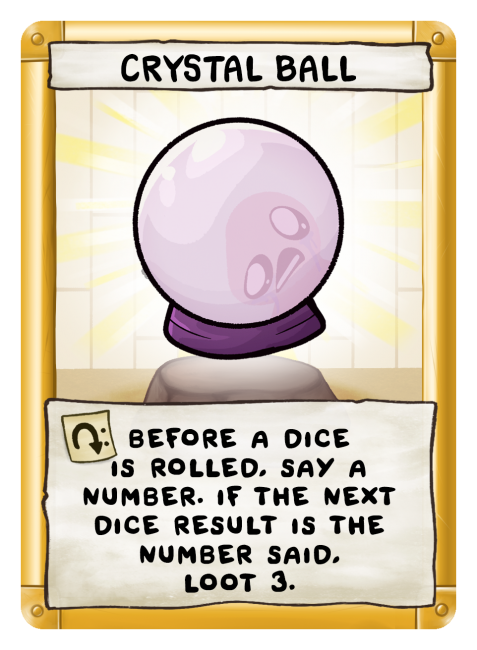 CRYSTAL BALL
: BEFORE A DICE
IS ROLLED, SAY A
NUMBER. IF THE NEXT
DICE RESULT IS THE
NUMBER SAID,
LOOT 3.